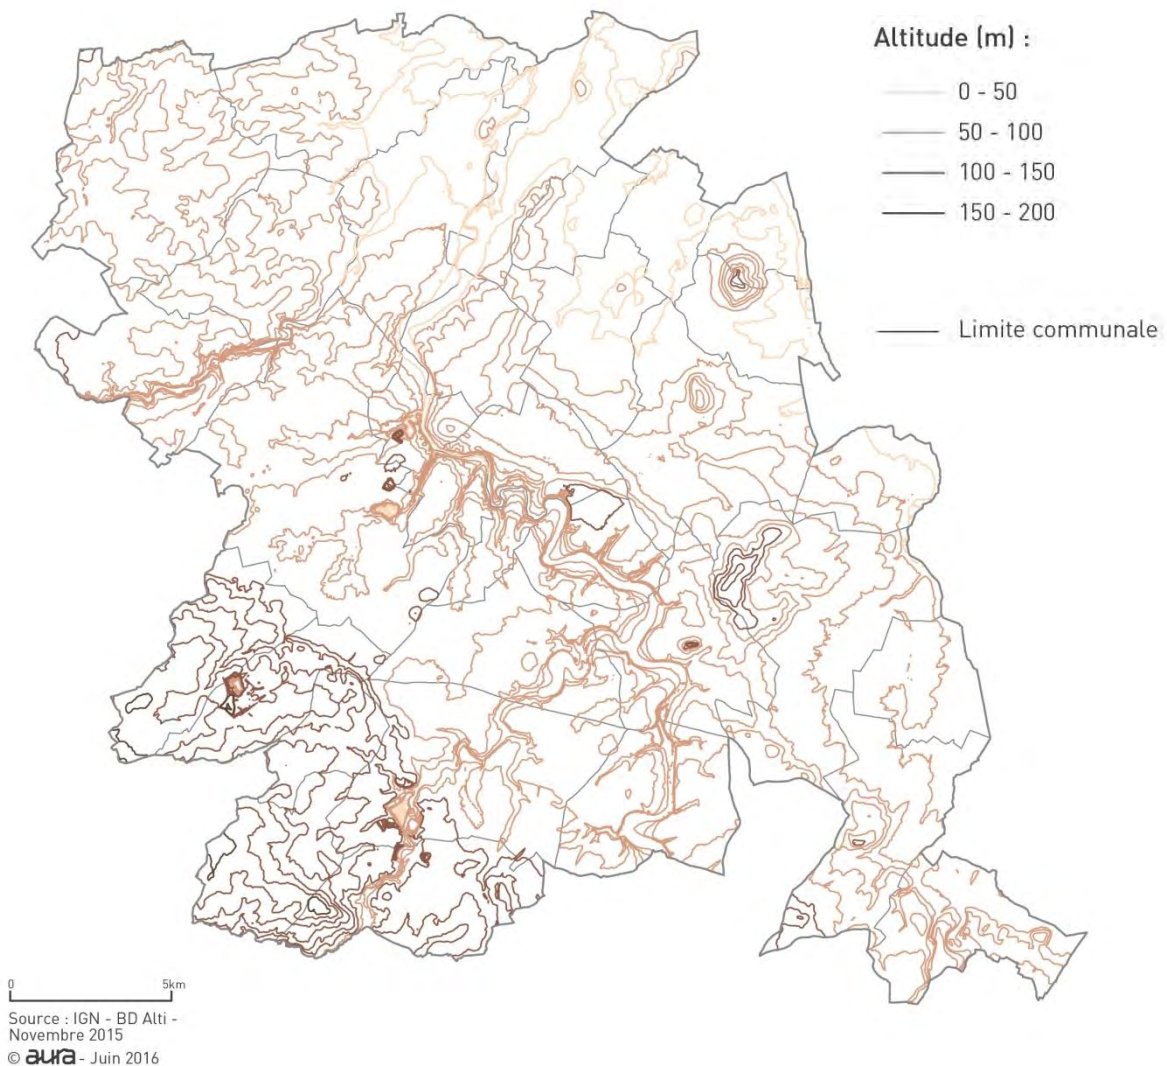 Altitude (m) :
0 - 50
50 - 100
100 - 150
150 - 200
Limite communale
0 5km
Source : IGN - BD Alti -
Novembre 2015
© aura - Juin 2016